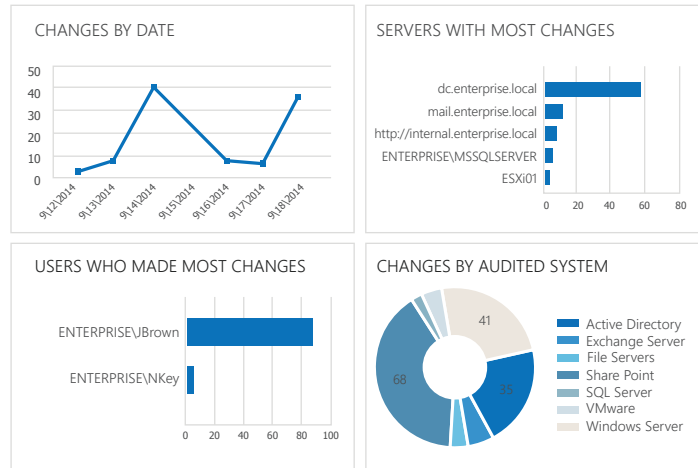 CHANGES BY DATE
50
40
30
20
10
0
9\12\2014
9\13\2014
9\14\2014
9\15\2014
9\16\2014
9\17\2014
9\18\2014
SERVERS WITH MOST CHANGES
dc.enterprise.local
mail.enterprise.local
http://internal.enterprise.local
ENTERPRISE\MSSQLSERVER
ESXi01
0 20 40 60 80
USERS WHO MADE MOST CHANGES
ENTERPRISE\JBrown
ENTERPRISE\NKey
0 20 40 60 80 100
CHANGES BY AUDITED SYSTEM
41
68
35
Active Directory
Exchange Server
File Servers
Share Point
SQL Server
VMware
Windows Server